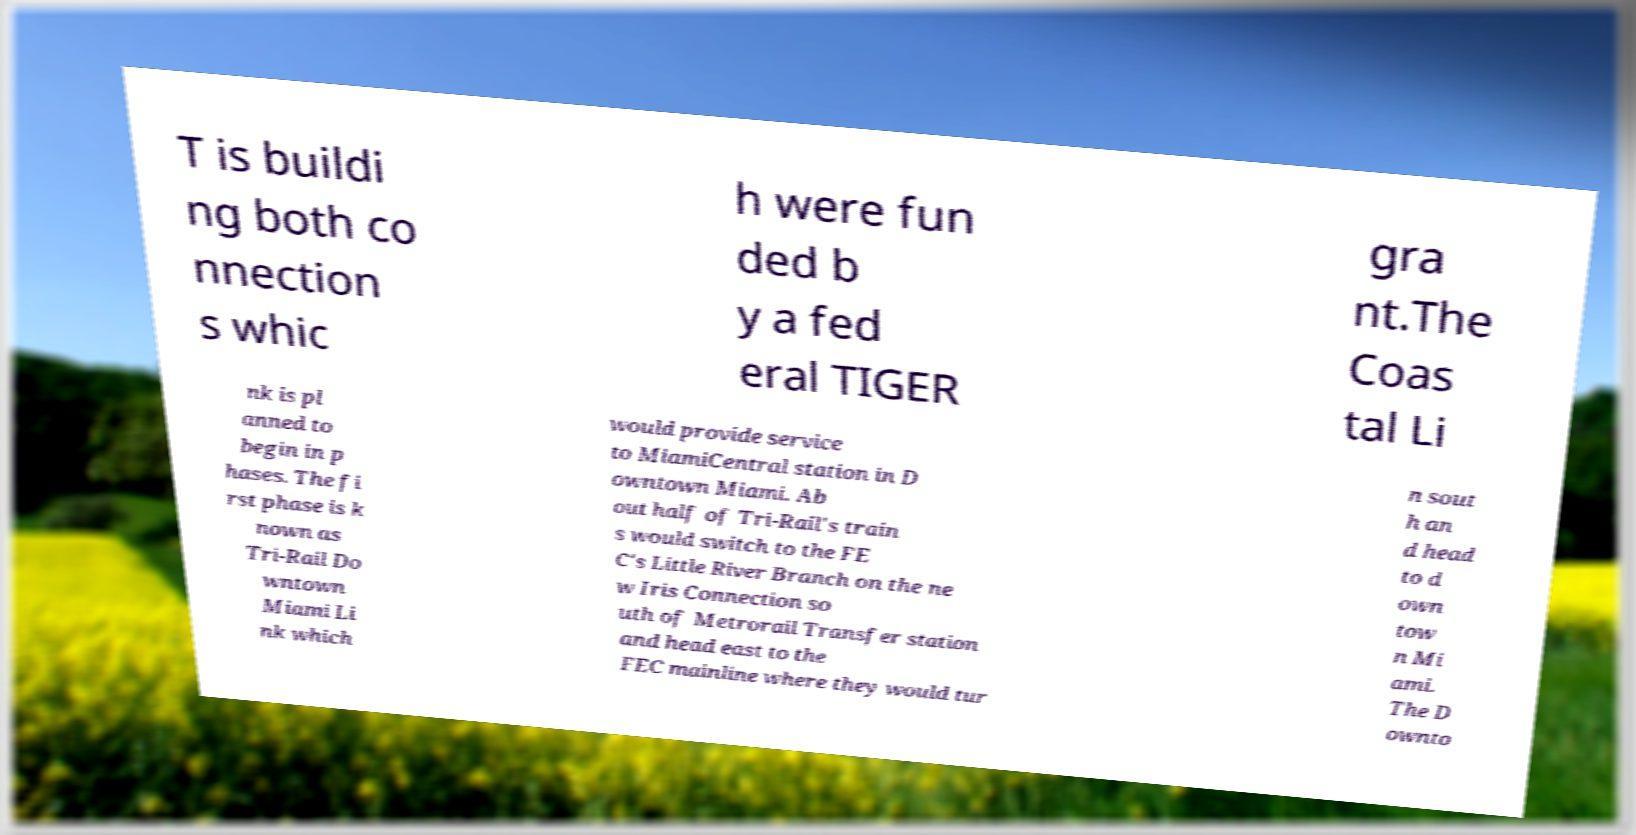 T is buildi
ng both co
nnection
s whic
h were fun
ded b
y a fed
eral TIGER
gra
nt.The
Coas
tal Li
nk is pl
anned to
begin in p
hases. The fi
rst phase is k
nown as
Tri-Rail Do
wntown
Miami Li
nk which
would provide service
to MiamiCentral station in D
owntown Miami. Ab
out half of Tri-Rail's train
s would switch to the FE
C's Little River Branch on the ne
w Iris Connection so
uth of Metrorail Transfer station
and head east to the
FEC mainline where they would tur
n sout
h an
d head
to d
own
tow
n Mi
ami.
The D
ownto